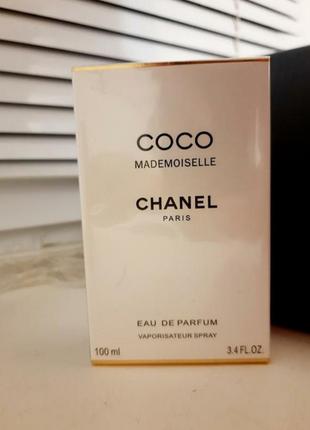 COCO
MADEMOISELLE
CHANEL
PARIS
EAU DE PARFUM
VAPORISATEUR SPRAY
100 ml 3.4 FL.OZ.